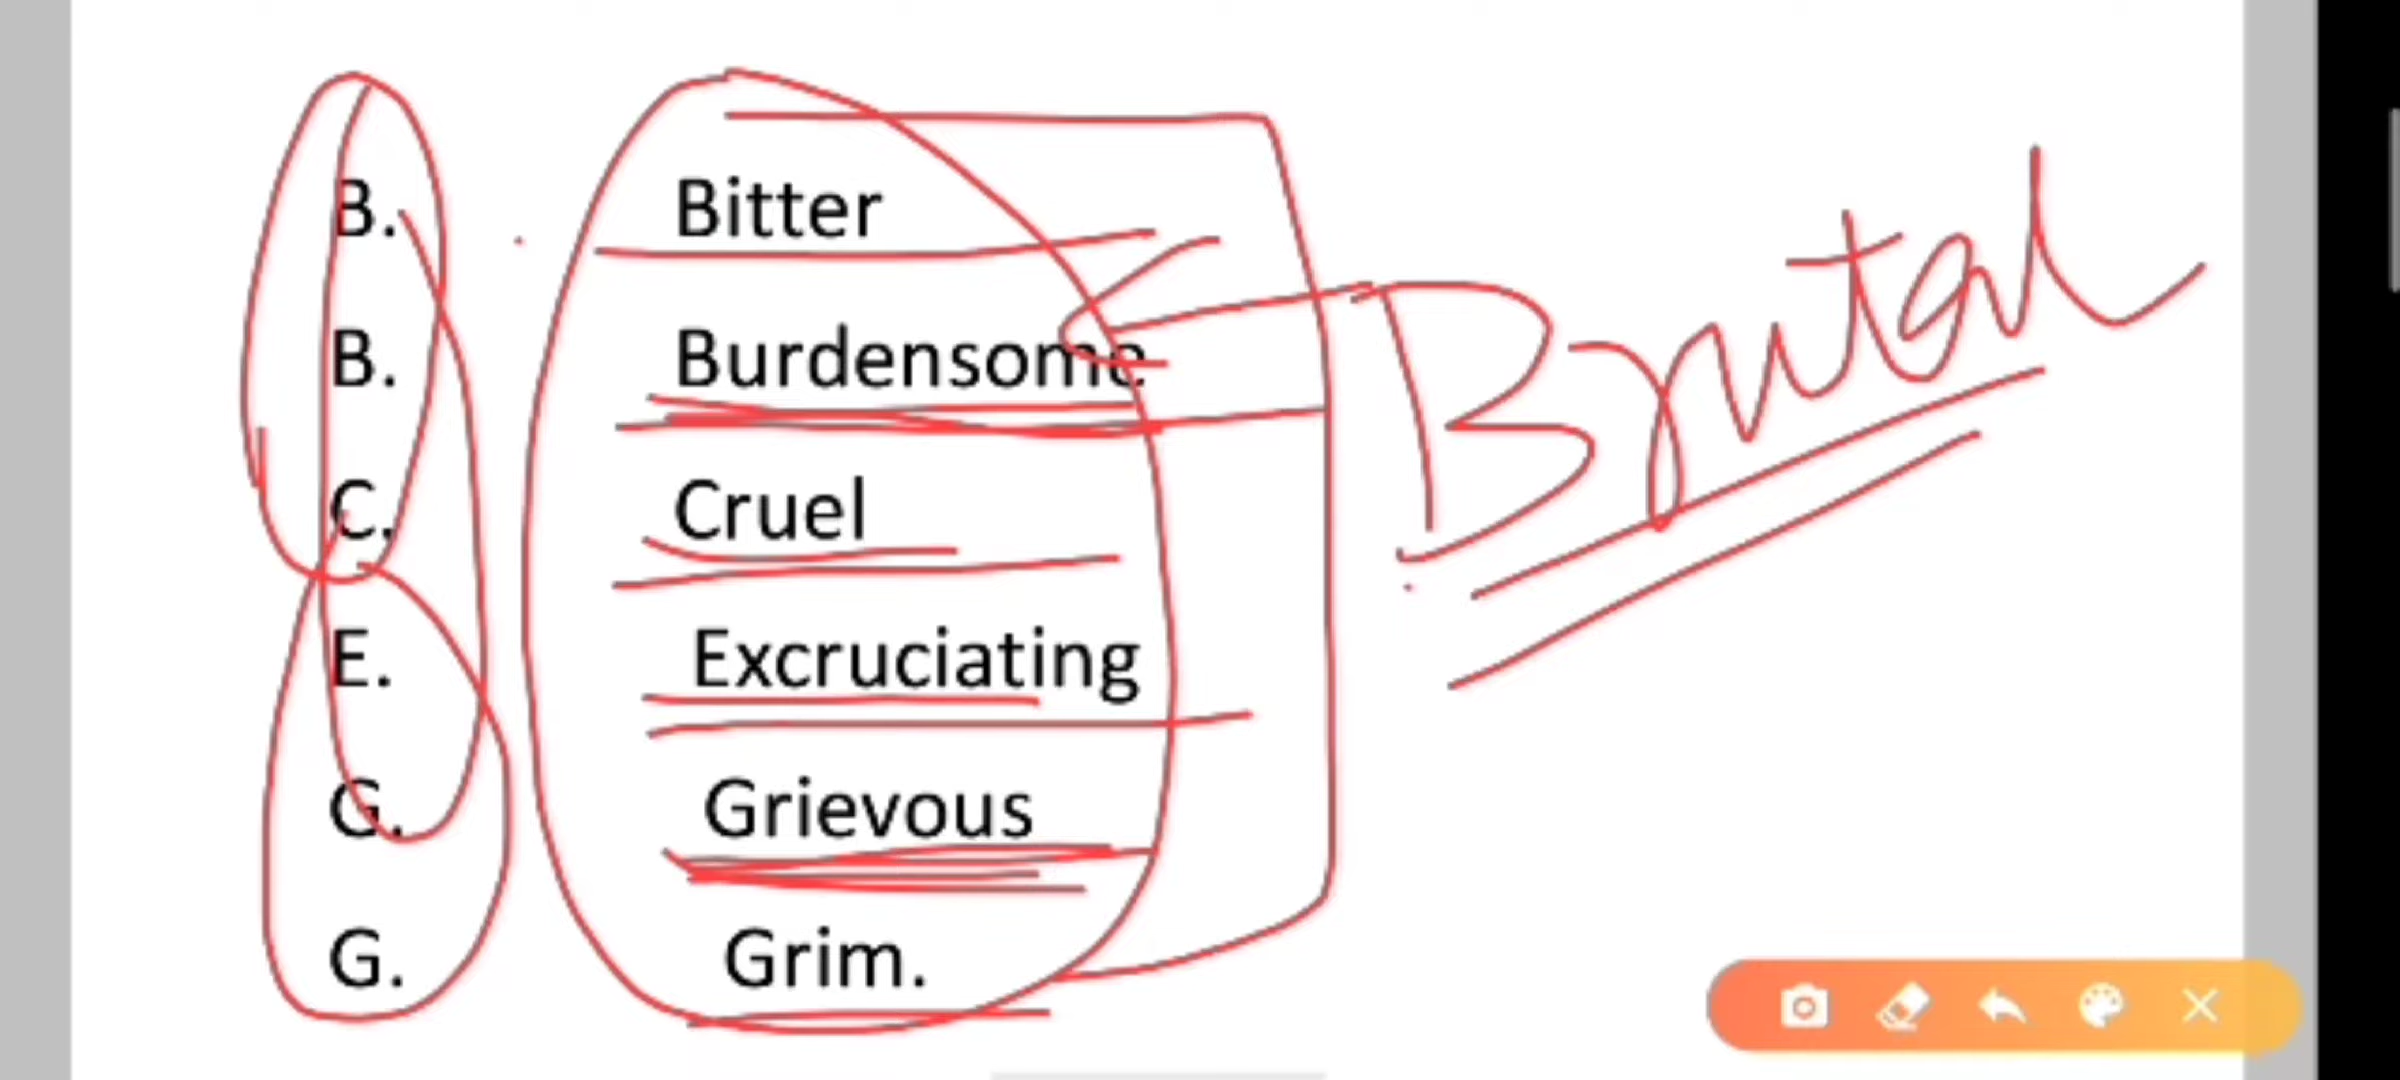 B. Bitter
B. Burdensome
C. Cruel
E. Excruciating
G. Grievous
G. Grim.
Brutal